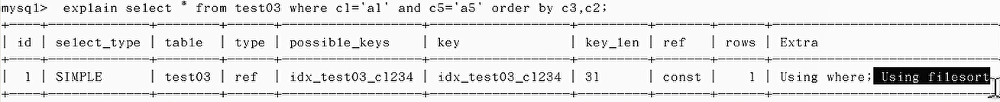 mysql> explain select * from test03 where c1='a1' and c5='a5' order by c3,c2;
+----+-------------+--------+------+-----------------+-----------------+---------+-------+------+-----------------------------
| id | select_type | table | type | possible_keys | key | key_len | ref | rows | Extra
+----+-------------+--------+------+-----------------+-----------------+---------+-------+------+-----------------------------
| 1 | SIMPLE | test03 | ref | idx_test03_c1234 | idx_test03_c1234 | 31 | const | 1 | Using where; Using filesort
+----+-------------+--------+------+-----------------+-----------------+---------+-------+------+-----------------------------